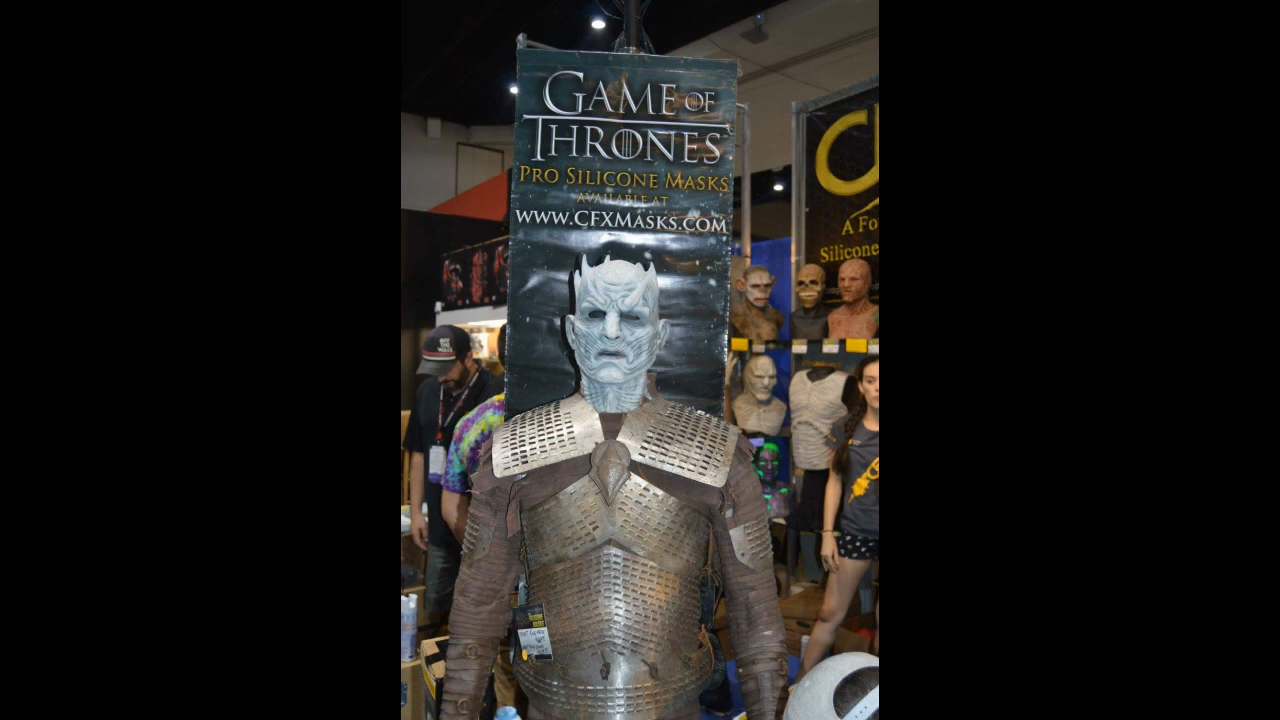 GAME OF
THRONES
PRO SILICONE MASKS
AVAILABLE AT
WWW.CFXMASKS.COM
A Fo
Silicone